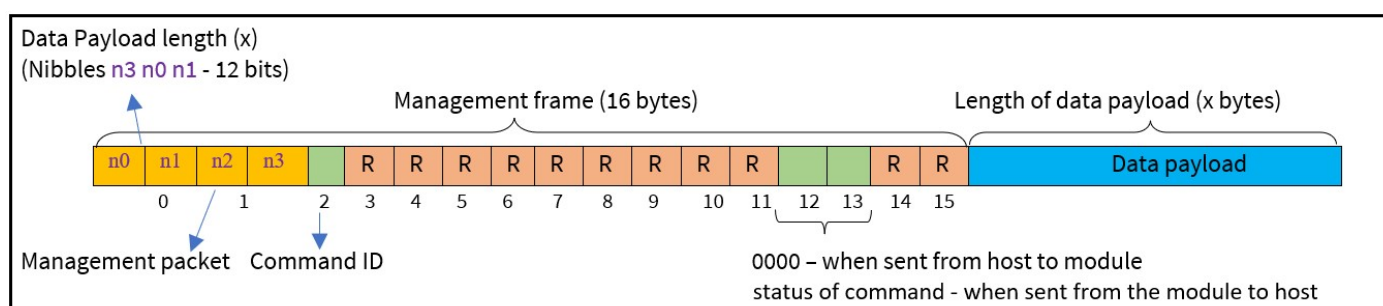 Data Payload length (x)
(Nibbles n3 n0 n1 - 12 bits)
Management frame (16 bytes)
Length of data payload (x bytes)
n0 n1 n2 n3 R R R R R R R R R R R Data payload
0 1 2 3 4 5 6 7 8 9 10 11 12 13 14 15
Management packet Command ID
0000 – when sent from host to module
status of command - when sent from the module to host